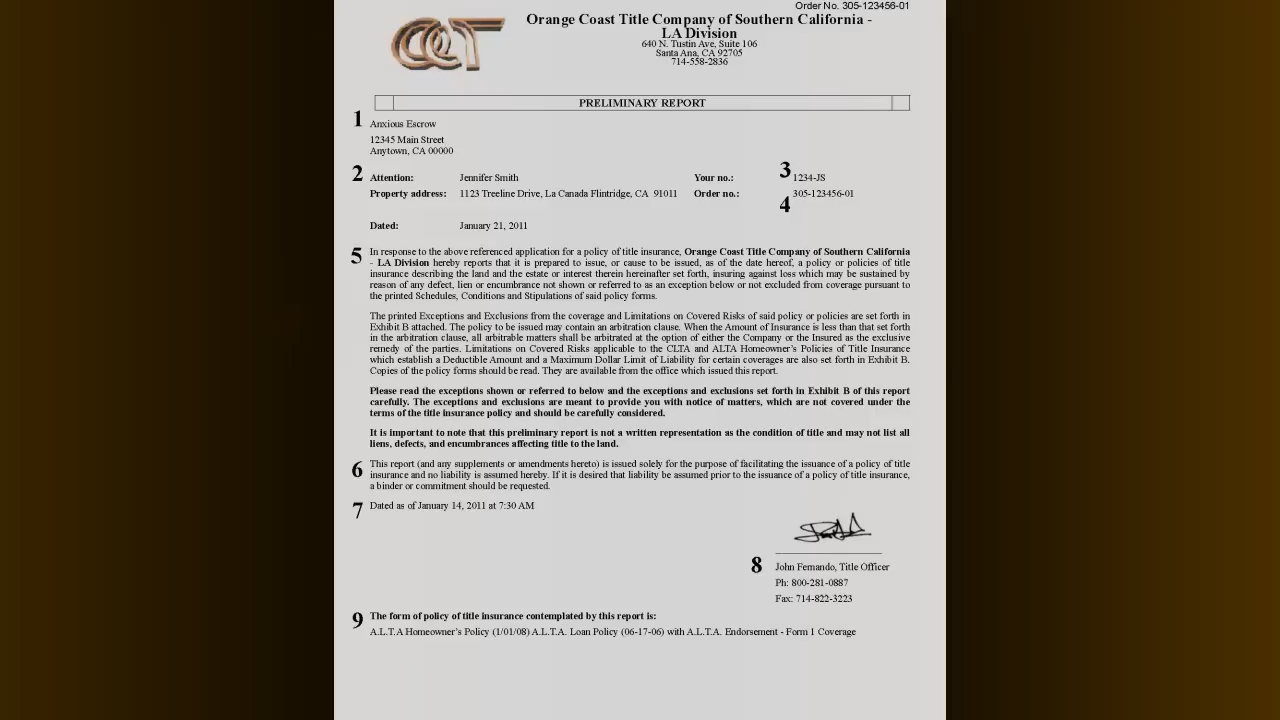 Order No. 305-123456-01
OCT
Orange Coast Title Company of Southern California -
LA Division
640 N. Tustin Ave, Suite 106
Santa Ana, CA 92705
714-558-2836
PRELIMINARY REPORT
1
Anxious Escrow
12345 Main Street
Anytown, CA 00000
2 Attention: Jennifer Smith Your no.: 3 1234-JS
Property address: 1123 Treeline Drive, La Canada Flintridge, CA 91011 Order no.: 305-123456-01
4
Dated: January 21, 2011
5 In response to the above referenced application for a policy of title insurance, Orange Coast Title Company of Southern California
- LA Division hereby reports that it is prepared to issue, or cause to be issued, as of the date hereof, a policy or policies of title
insurance describing the land and the estate or interest therein hereinafter set forth, insuring against loss which may be sustained by
reason of any defect, lien or encumbrance not shown or referred to as an exception below or not excluded from coverage pursuant to
the printed Schedules, Conditions and Stipulations of said policy forms.
The printed Exceptions and Exclusions from the coverage and Limitations on Covered Risks of said policy or policies are set forth in
Exhibit B attached. The policy to be issued may contain an arbitration clause. When the Amount of Insurance is less than that set forth
in the arbitration clause, all arbitrable matters shall be arbitrated at the option of either the Company or the Insured as the exclusive
remedy of the parties. Limitations on Covered Risks applicable to the CLTA and ALTA Homeowner's Policies of Title Insurance
which establish a Deductible Amount and a Maximum Dollar Limit of Liability for certain coverages are also set forth in Exhibit B.
Copies of the policy forms should be read. They are available from the office which issued this report.
Please read the exceptions shown or referred to below and the exceptions and exclusions set forth in Exhibit B of this report
carefully. The exceptions and exclusions are meant to provide you with notice of matters, which are not covered under the
terms of the title insurance policy and should be carefully considered.
It is important to note that this preliminary report is not a written representation as the condition of title and may not list all
liens, defects, and encumbrances affecting title to the land.
6 This report (and any supplements or amendments hereto) is issued solely for the purpose of facilitating the issuance of a policy of title
insurance and no liability is assumed hereby. If it is desired that liability be assumed prior to the issuance of a policy of title insurance,
a binder or commitment should be requested.
7 Dated as of January 14, 2011 at 7:30 AM
8 John Fernando, Title Officer
Ph: 800-281-0887
Fax: 714-822-3223
9 The form of policy of title insurance contemplated by this report is:
A.L.T.A Homeowner's Policy (1/01/08) A.L.T.A. Loan Policy (06-17-06) with A.L.T.A. Endorsement - Form 1 Coverage